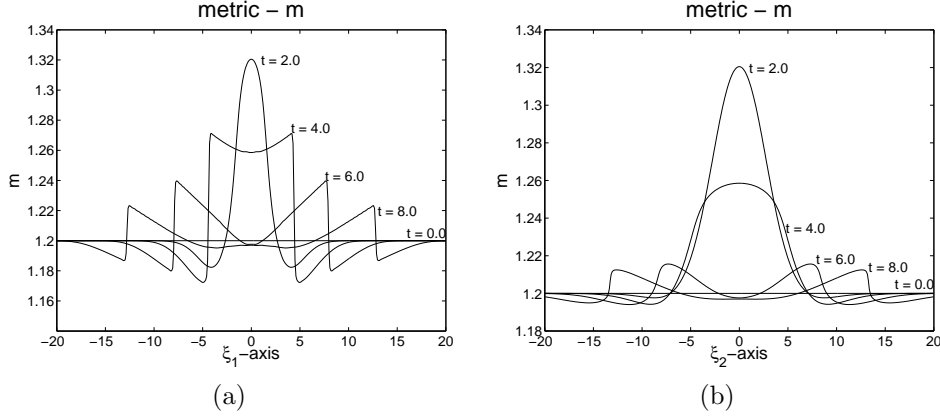 metric − m
1.34
1.32
1.3
1.28
1.26
1.24
1.22
1.2
1.18
1.16
m
t = 2.0
t = 4.0
t = 6.0
t = 8.0
t = 0.0
−20 −15 −10 −5 0 5 10 15 20
ξ1−axis
(a)
metric − m
1.34
1.32
1.3
1.28
1.26
1.24
1.22
1.2
1.18
m
t = 2.0
t = 4.0
t = 6.0
t = 8.0
t = 0.0
−20 −15 −10 −5 0 5 10 15 20
ξ2−axis
(b)